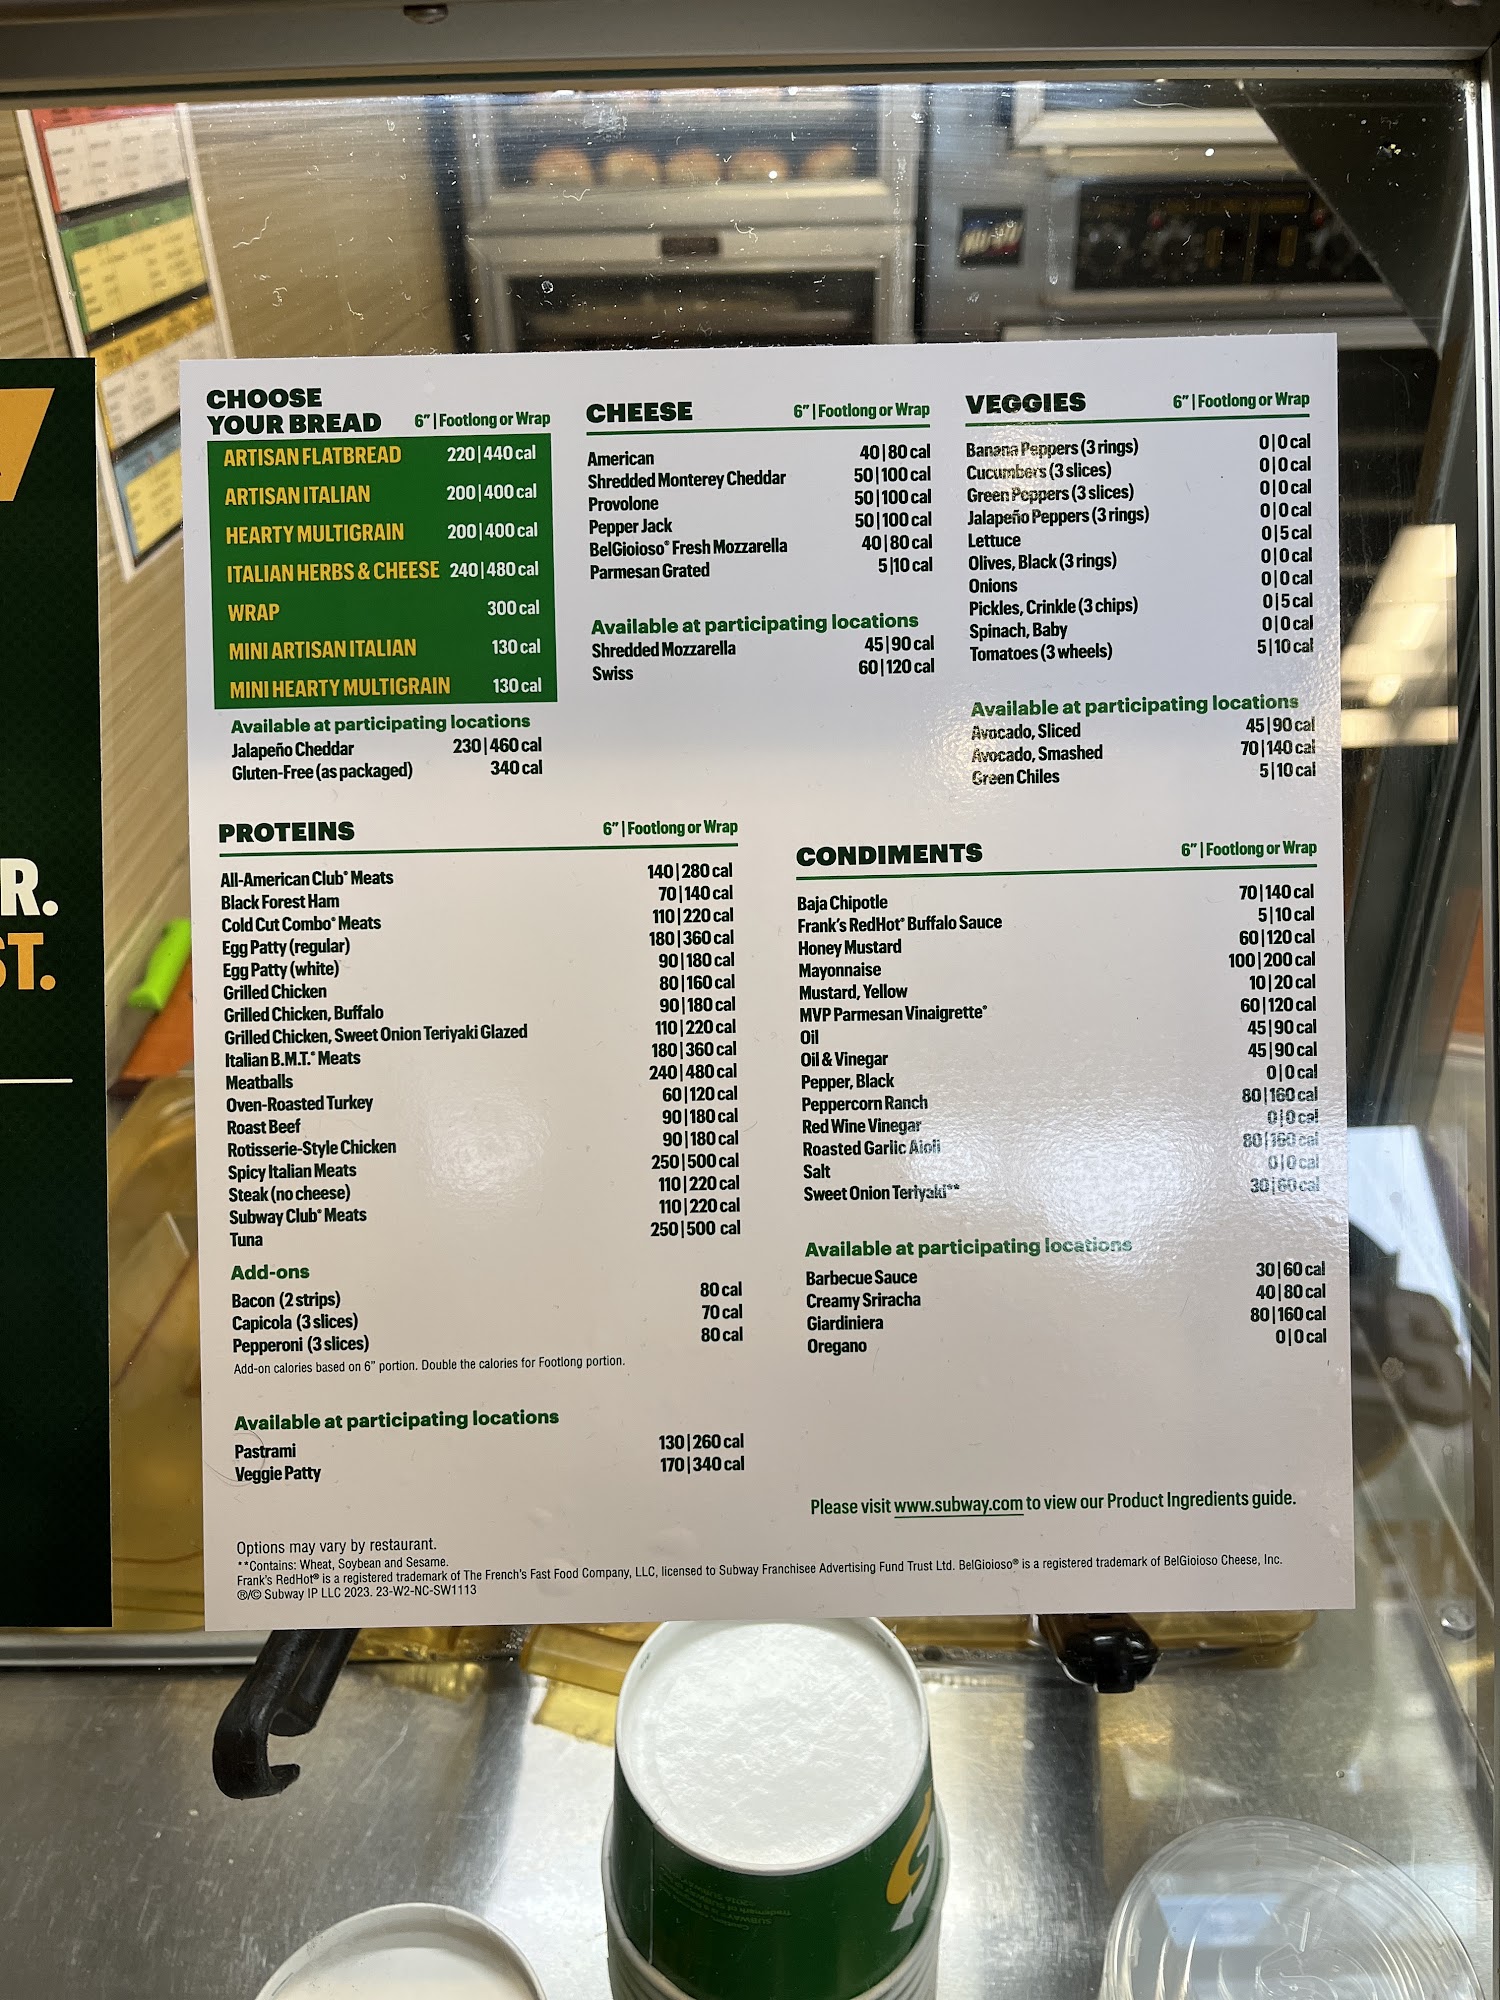 R.
ST.
CHOOSE
YOUR BREAD 6" | Footlong or Wrap
ARTISAN FLATBREAD 220|440 cal
ARTISAN ITALIAN 200|400 cal
HEARTY MULTIGRAIN 200|400 cal
ITALIAN HERBS & CHEESE 240|480 cal
WRAP 300 cal
MINI ARTISAN ITALIAN 130 cal
MINI HEARTY MULTIGRAIN 130 cal
Available at participating locations
Jalapeño Cheddar 230|460 cal
Gluten-Free (as packaged) 340 cal
CHEESE 6" | Footlong or Wrap
American 40|80 cal
Shredded Monterey Cheddar 50|100 cal
Provolone 50|100 cal
Pepper Jack 50|100 cal
BelGioioso® Fresh Mozzarella 40|80 cal
Parmesan Grated 5|10 cal
Available at participating locations
Shredded Mozzarella 45|90 cal
Swiss 60|120 cal
VEGGIES 6" | Footlong or Wrap
Banana Peppers (3 rings) 0|0 cal
Cucumbers (3 slices) 0|0 cal
Green Peppers (3 slices) 0|0 cal
Jalapeño Peppers (3 rings) 0|0 cal
Lettuce 0|5 cal
Olives, Black (3 rings) 0|0 cal
Onions 0|0 cal
Pickles, Crinkle (3 chips) 0|5 cal
Spinach, Baby 0|0 cal
Tomatoes (3 wheels) 5|10 cal
Available at participating locations
Avocado, Sliced 45|90 cal
Avocado, Smashed 70|140 cal
Green Chiles 5|10 cal
PROTEINS 6" | Footlong or Wrap
All-American Club® Meats 140|280 cal
Black Forest Ham 70|140 cal
Cold Cut Combo® Meats 110|220 cal
Egg Patty (regular) 180|360 cal
Egg Patty (white) 90|180 cal
Grilled Chicken 80|160 cal
Grilled Chicken, Buffalo 90|180 cal
Grilled Chicken, Sweet Onion Teriyaki Glazed 110|220 cal
Italian B.M.T.® Meats 180|360 cal
Meatballs 240|480 cal
Oven-Roasted Turkey 60|120 cal
Roast Beef 90|180 cal
Rotisserie-Style Chicken 90|180 cal
Spicy Italian Meats 250|500 cal
Steak (no cheese) 110|220 cal
Subway Club® Meats 110|220 cal
Tuna 250|500 cal
Add-ons
Bacon (2 strips) 80 cal
Capicola (3 slices) 70 cal
Pepperoni (3 slices) 80 cal
Add-on calories based on 6" portion. Double the calories for Footlong portion.
Available at participating locations
Pastrami 130|260 cal
Veggie Patty 170|340 cal
CONDIMENTS 6" | Footlong or Wrap
Baja Chipotle 70|140 cal
Frank's RedHot® Buffalo Sauce 5|10 cal
Honey Mustard 60|120 cal
Mayonnaise 100|200 cal
Mustard, Yellow 10|20 cal
MVP Parmesan Vinaigrette® 60|120 cal
Oil 45|90 cal
Oil & Vinegar 45|90 cal
Pepper, Black 0|0 cal
Peppercorn Ranch 80|160 cal
Red Wine Vinegar 0|0 cal
Roasted Garlic Aioli 80|160 cal
Salt 0|0 cal
Sweet Onion Teriyaki** 30|60 cal
Available at participating locations
Barbecue Sauce 30|60 cal
Creamy Sriracha 40|80 cal
Giardiniera 80|160 cal
Oregano 0|0 cal
Please visit www.subway.com to view our Product Ingredients guide.
Options may vary by restaurant.
**Contains: Wheat, Soybean and Sesame.
Frank's RedHot® is a registered trademark of The French's Fast Food Company, LLC, licensed to Subway Franchisee Advertising Fund Trust Ltd. BelGioioso® is a registered trademark of BelGioioso Cheese, Inc.
®/© Subway IP LLC 2023. 23-W2-NC-SW1113